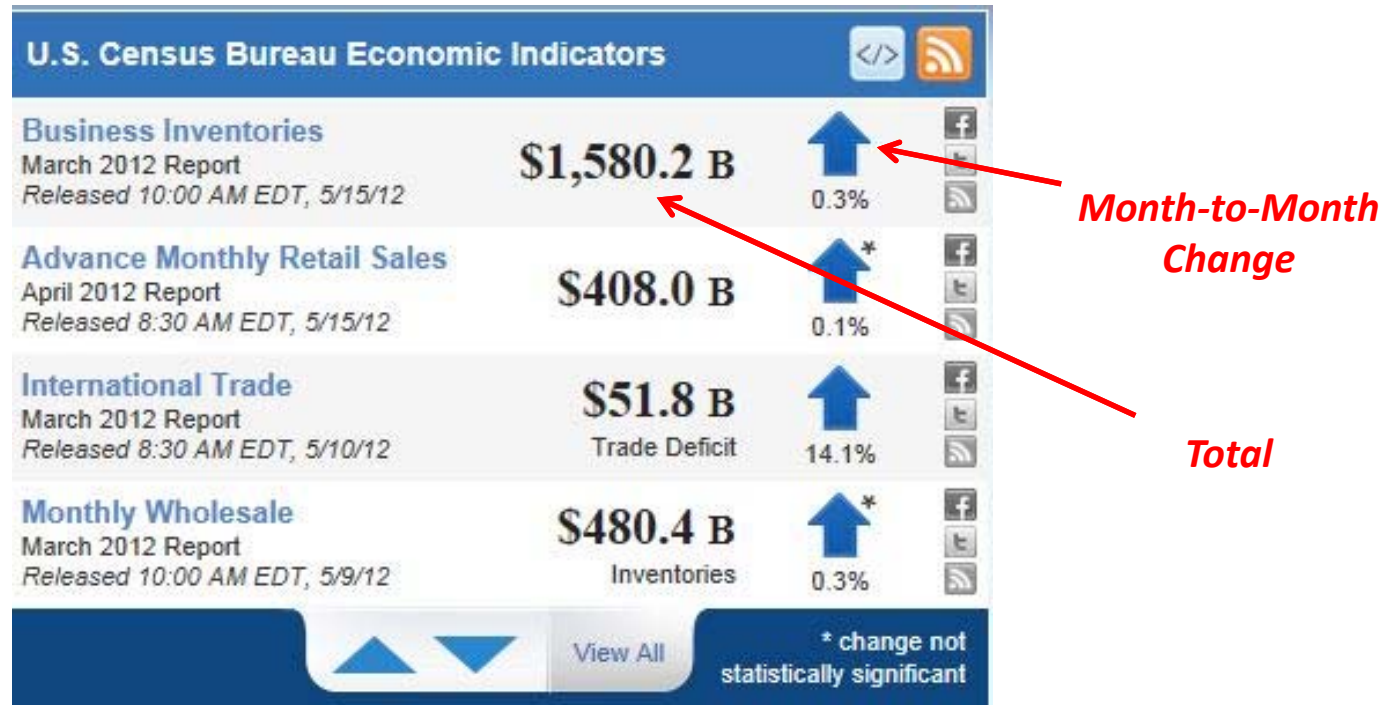 U.S. Census Bureau Economic Indicators
</>
Business Inventories
March 2012 Report
Released 10:00 AM EDT, 5/15/12
$1,580.2 B
0.3%
Advance Monthly Retail Sales
April 2012 Report
Released 8:30 AM EDT, 5/15/12
$408.0 B
*
0.1%
International Trade
March 2012 Report
Released 8:30 AM EDT, 5/10/12
$51.8 B
Trade Deficit
14.1%
Monthly Wholesale
March 2012 Report
Released 10:00 AM EDT, 5/9/12
$480.4 B
Inventories
*
0.3%
View All
* change not
statistically significant
Month-to-Month
Change
Total